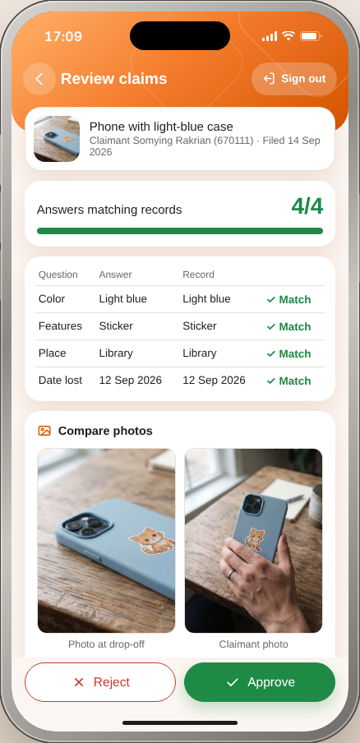 17:09
Review claims
Sign out
Phone with light-blue case
Claimant Somying Rakrian (670111) · Filed 14 Sep
2026
Answers matching records 4/4
Question Answer Record
Color Light blue Light blue Match
Features Sticker Sticker Match
Place Library Library Match
Date lost 12 Sep 2026 12 Sep 2026 Match
Compare photos
Photo at drop-off Claimant photo
Reject Approve